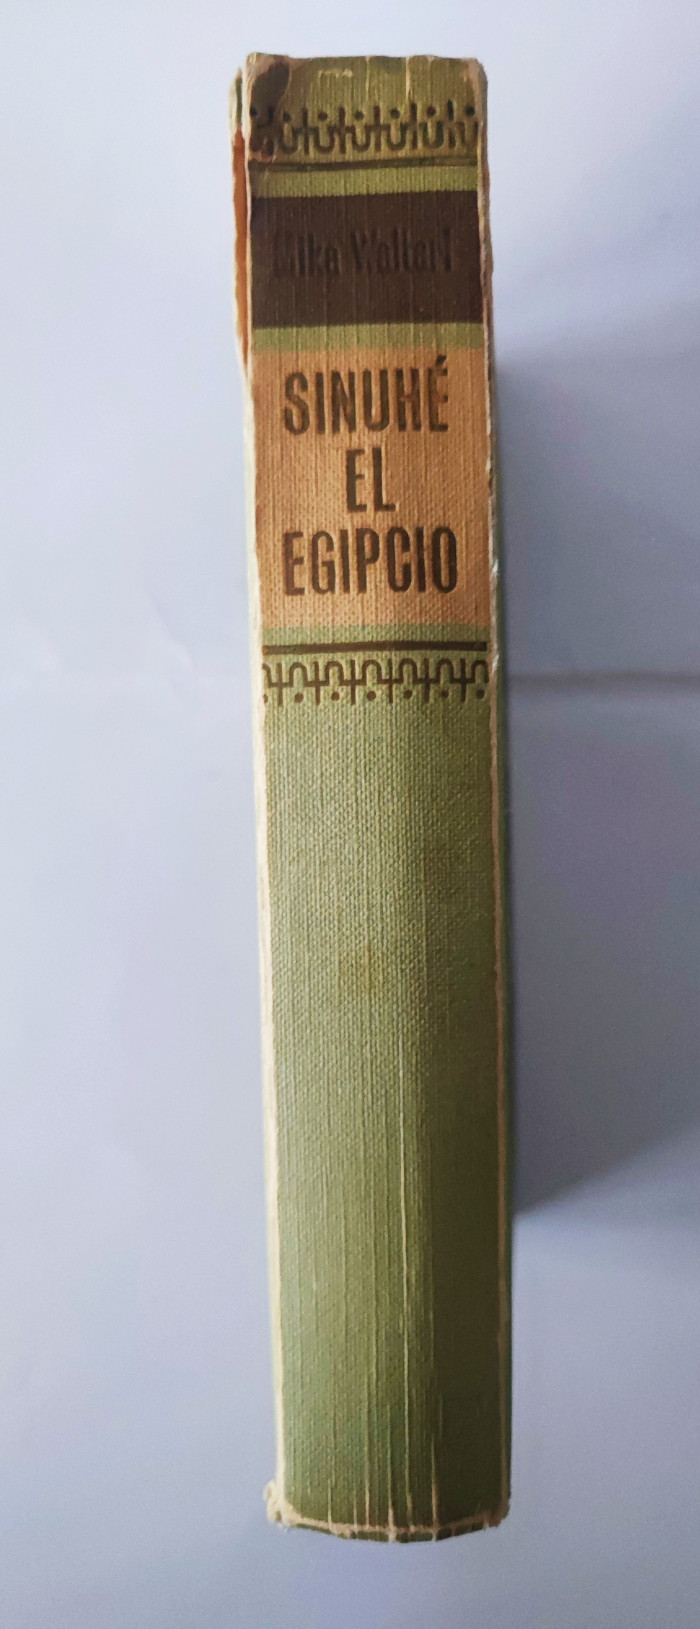 Mika Waltari
SINUHÉ
EL
EGIPCIO